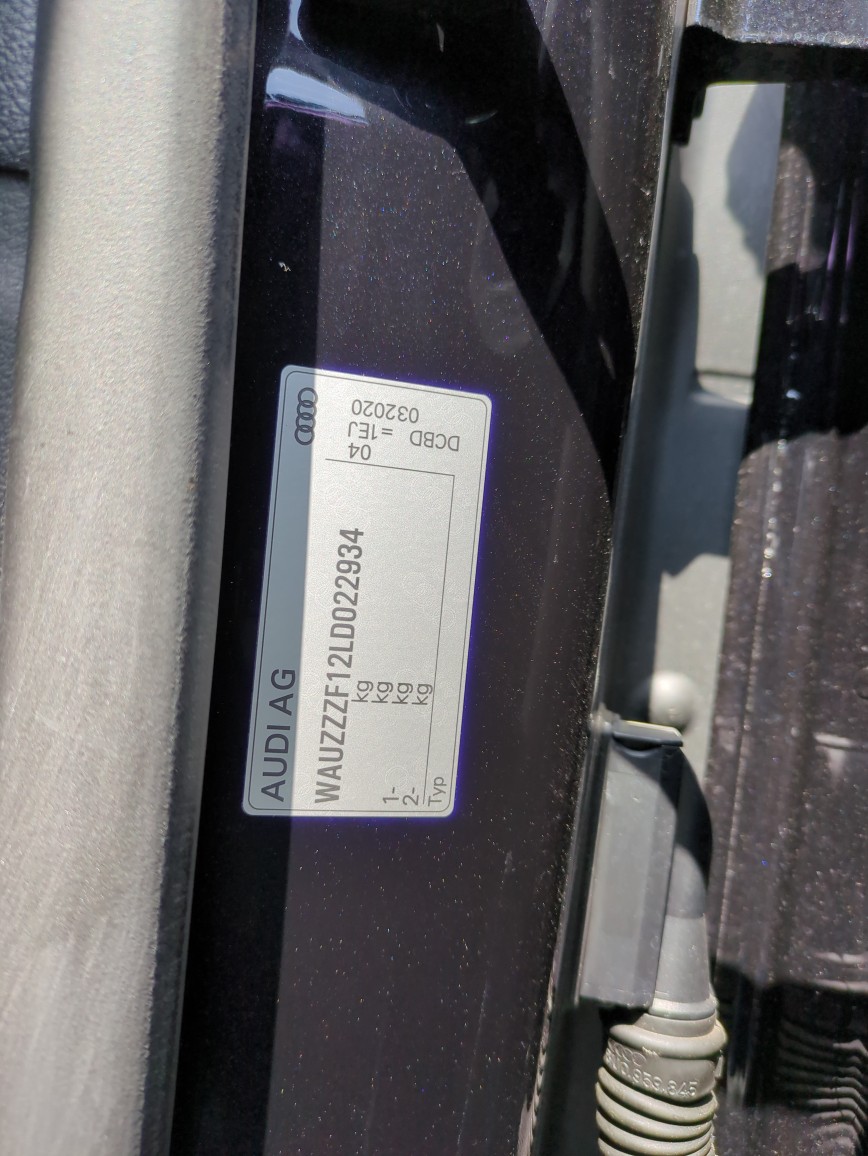 AUDI AG
WAUZZZF12LD022934
kg
kg
1- kg
2- kg
Typ
04
DCBD =1EJ
032020